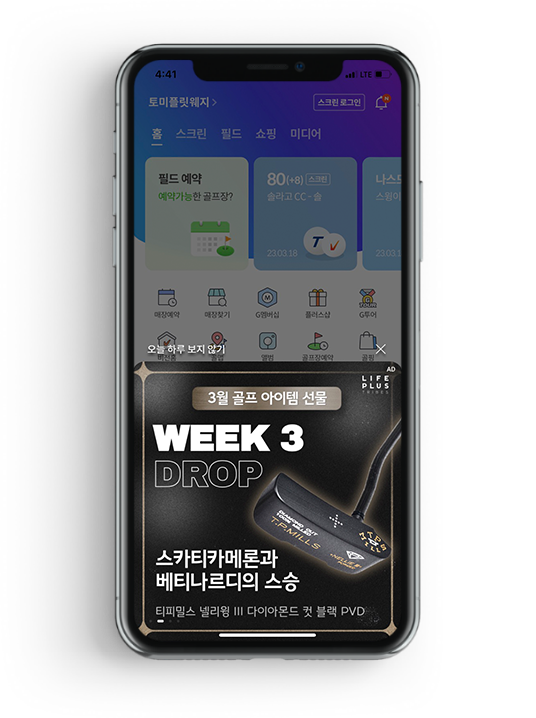 4:41
LTE
토미플릿웨지 >
스크린 로그인
N
홈 스크린 필드 쇼핑 미디어
필드 예약
예약가능한 골프장?
80(+8) 스크린
솔라고 CC - 솔
23.03.18
T V
나스모
스윙이
23.03.1
매장예약 매장찾기 G멤버십 플러스샵 G투어
앨범 골프장예약 골핑
오늘 하루 보지 않기
AD
LIFE
PLUS
TRIBES
3월 골프 아이템 선물
WEEK 3
DROP
DIAMOND CUT
T.P.MILLS
스카티카메론과
베티나르디의 스승
티피밀스 넬리윙 III 다이아몬드 컷 블랙 PVD